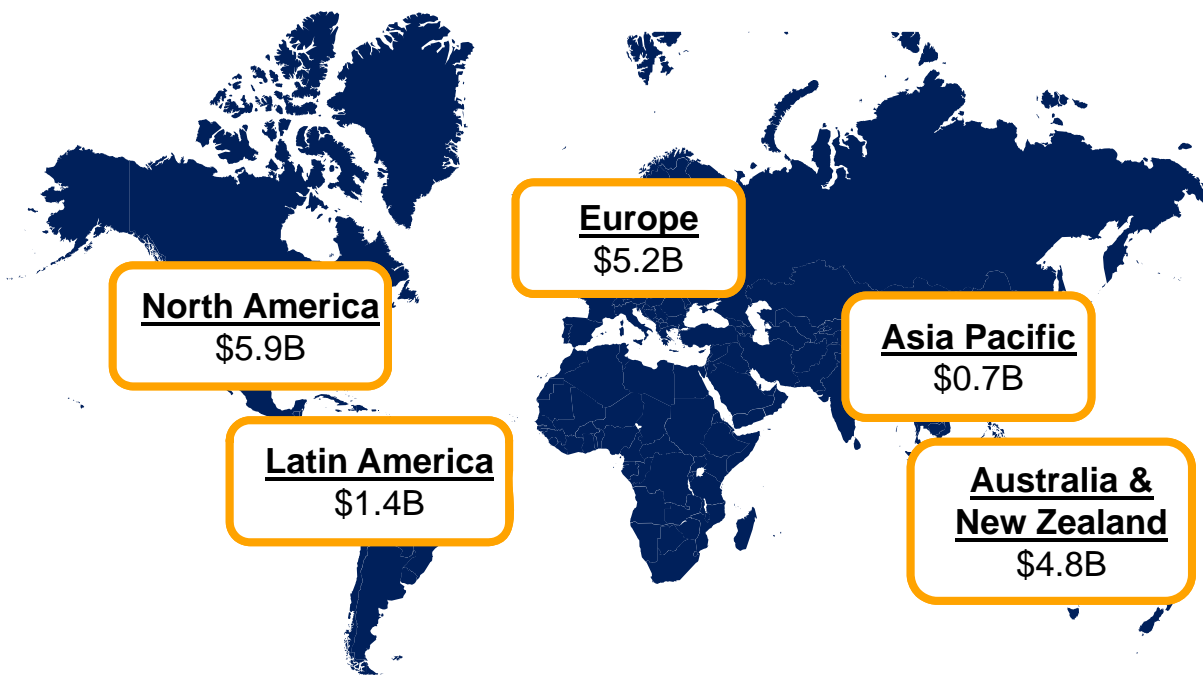 Europe
$5.2B
North America
$5.9B
Asia Pacific
$0.7B
Latin America
$1.4B
Australia &
New Zealand
$4.8B